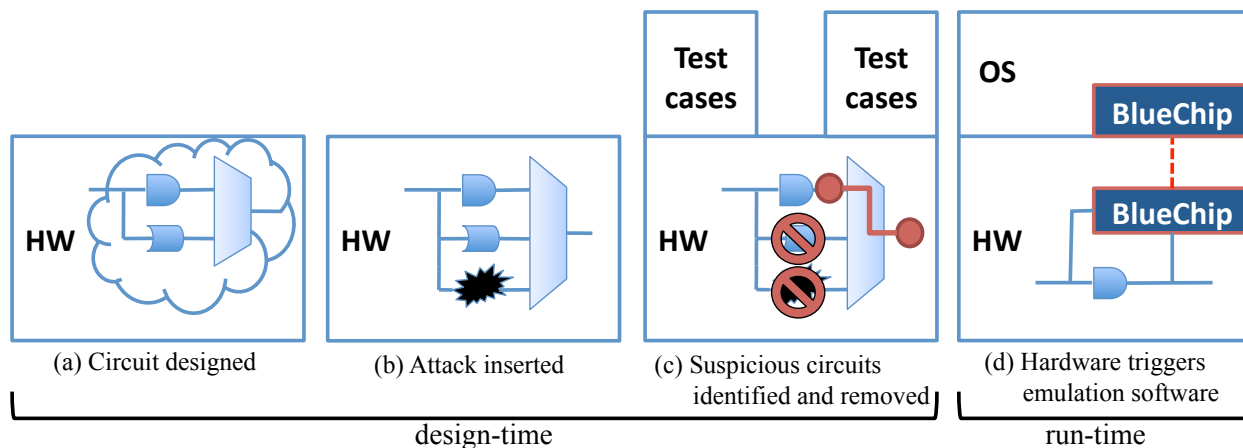 Test
cases
Test
cases
OS
BlueChip
HW
HW
HW
BlueChip
HW
(a) Circuit designed
(b) Attack inserted
(c) Suspicious circuits
identified and removed
(d) Hardware triggers
emulation software
design-time
run-time